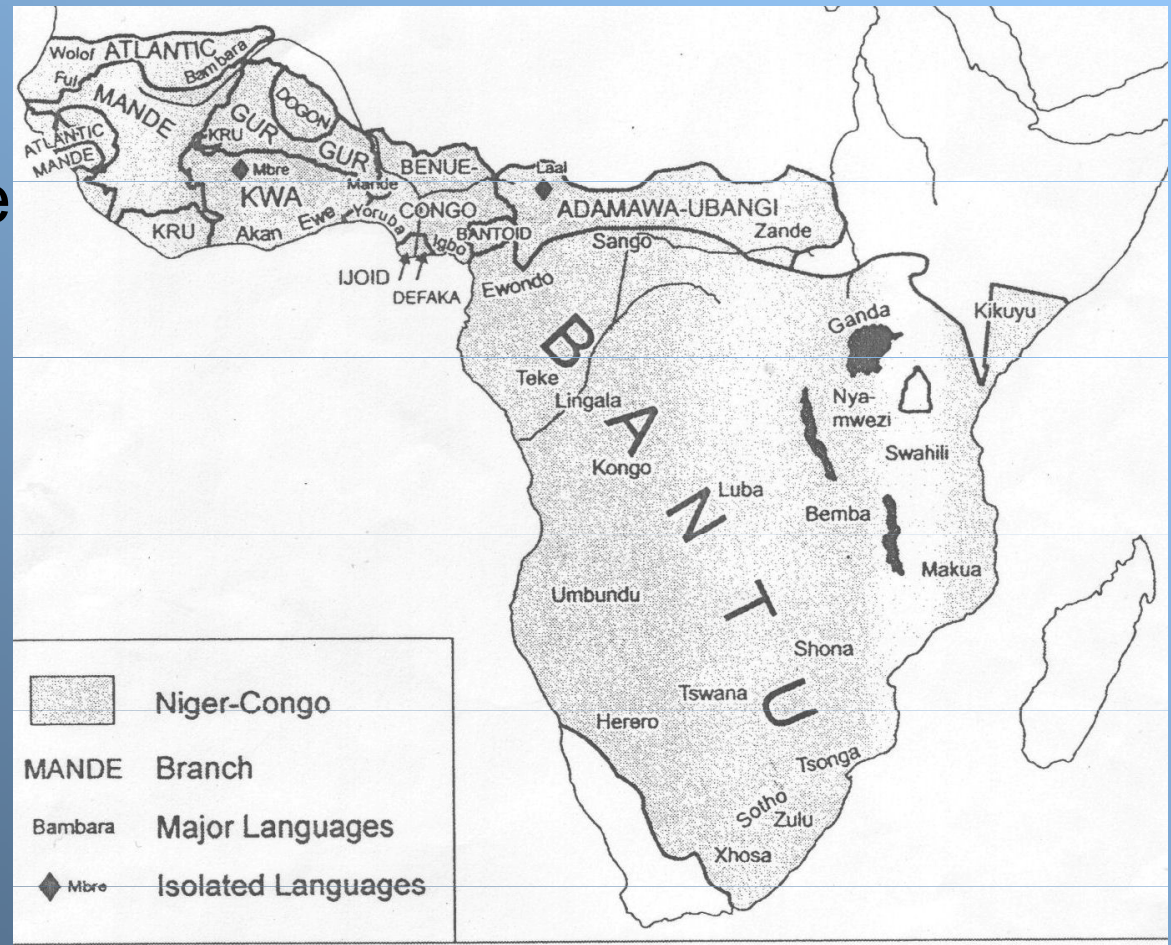 e
Wolof ATLANTIC
Bambara
Ful
MANDE
DOGON
GUR
KRU
ATLANTIC
MANDE
GUR
BENUE-
Laal
Mbre
Mande
KWA
CONGO
ADAMAWA-UBANGI
Ewe
Yoruba
KRU
Akan
Igbo
BANTOID
Sango
Zande
IJOID
DEFAKA
Ewondo
Kikuyu
Ganda
BANTU
Teke
Lingala
Nya-
mwezi
Swahili
Kongo
Luba
Bemba
Makua
Umbundu
Shona
Tswana
Herero
Tsonga
Sotho
Zulu
Xhosa
Niger-Congo
MANDE Branch
Bambara Major Languages
Mbre Isolated Languages